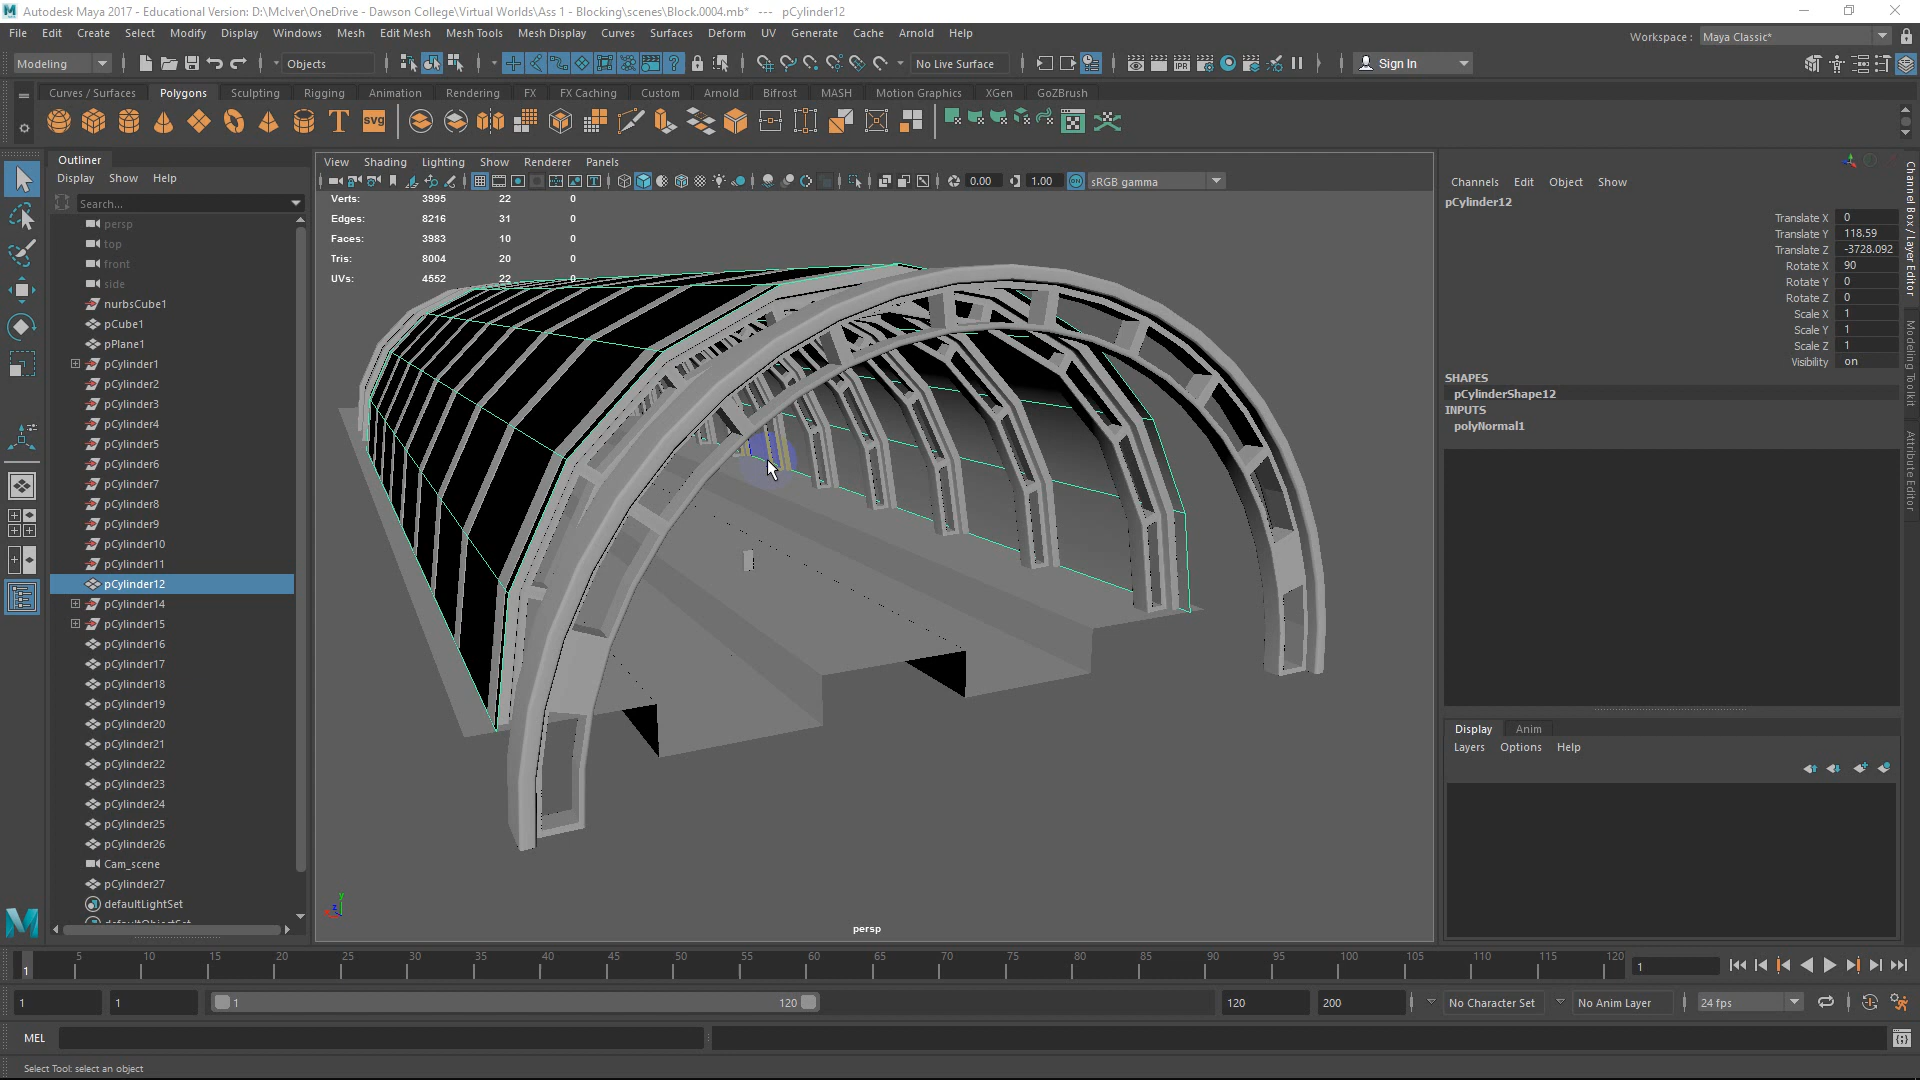 Autodesk Maya 2017 - Educational Version: D:\McIver\OneDrive - Dawson College\Virtual Worlds\Ass 1 - Blocking\scenes\Block.0004.mb* --- pCylinder12
File Edit Create Select Modify Display Windows Mesh Edit Mesh Mesh Tools Mesh Display Curves Surfaces Deform UV Generate Cache Arnold Help
Workspace : Maya Classic*
Modeling
Objects
No Live Surface
Sign In
Curves / Surfaces Polygons Sculpting Rigging Animation Rendering FX FX Caching Custom Arnold Bifrost MASH Motion Graphics XGen GoZBrush
T SVG
Outliner
Display Show Help
Search...
persp
top
front
side
nurbsCube1
pCube1
pPlane1
pCylinder1
pCylinder2
pCylinder3
pCylinder4
pCylinder5
pCylinder6
pCylinder7
pCylinder8
pCylinder9
pCylinder10
pCylinder11
pCylinder12
pCylinder14
pCylinder15
pCylinder16
pCylinder17
pCylinder18
pCylinder19
pCylinder20
pCylinder21
pCylinder22
pCylinder23
pCylinder24
pCylinder25
pCylinder26
Cam_scene
pCylinder27
defaultLightSet
View Shading Lighting Show Renderer Panels
0.00 1.00 sRGB gamma
Verts: 3995 22 0
Edges: 8216 31 0
Faces: 3983 10 0
Tris: 8004 20 0
UVs: 4552 22 0
persp
Channels Edit Object Show
pCylinder12
Translate X 0
Translate Y 118.59
Translate Z -3728.092
Rotate X 90
Rotate Y 0
Rotate Z 0
Scale X 1
Scale Y 1
Scale Z 1
Visibility on
SHAPES
pCylinderShape12
INPUTS
polyNormal1
Channel Box / Layer Editor
Modeling Toolkit
Attribute Editor
Display Anim
Layers Options Help
1 5 10 15 20 25 30 35 40 45 50 55 60 65 70 75 80 85 90 95 100 105 110 115 120
1
1 1 1 120 120 200 No Character Set No Anim Layer 24 fps
MEL
Select Tool: select an object